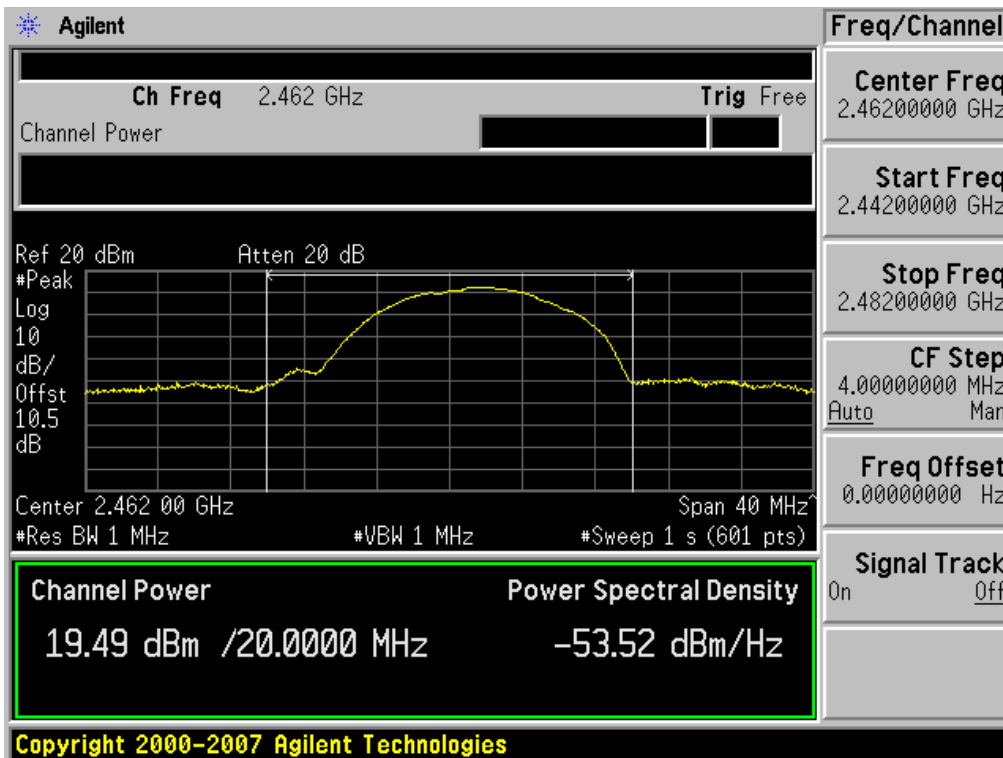 Agilent
Freq/Channel
Ch Freq 2.462 GHz Trig Free
Channel Power
Center Freq
2.46200000 GHz
Start Freq
2.44200000 GHz
Stop Freq
2.48200000 GHz
CF Step
4.00000000 MHz
Auto Man
Freq Offset
0.00000000 Hz
Signal Track
On Off
Ref 20 dBm Atten 20 dB
#Peak
Log
10
dB/
Offst
10.5
dB
Center 2.462 00 GHz Span 40 MHz^
#Res BW 1 MHz #VBW 1 MHz #Sweep 1 s (601 pts)
Channel Power Power Spectral Density
19.49 dBm /20.0000 MHz -53.52 dBm/Hz
Copyright 2000-2007 Agilent Technologies